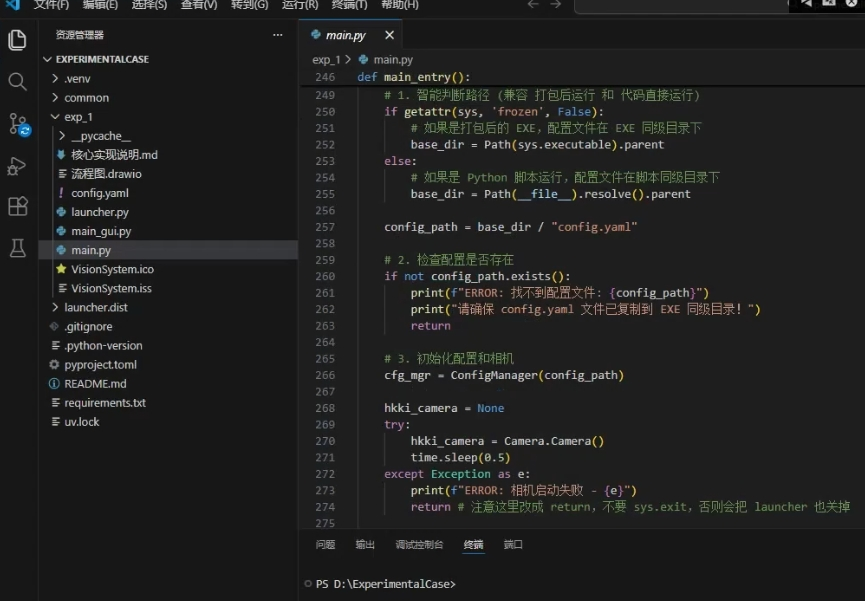 文件(F) 编辑(E) 选择(S) 查看(V) 转到(G) 运行(R) 终端(T) 帮助(H)
资源管理器
EXPERIMENTALCASE
.venv
common
exp_1
__pycache__
核心实现说明.md
流程图.drawio
config.yaml
launcher.py
main_gui.py
main.py
VisionSystem.ico
VisionSystem.iss
launcher.dist
.gitignore
.python-version
pyproject.toml
README.md
requirements.txt
uv.lock
main.py
exp_1 > main.py
246 def main_entry():
249 # 1. 智能判断路径 (兼容 打包后运行 和 代码直接运行)
250 if getattr(sys, 'frozen', False):
251 # 如果是打包后的 EXE, 配置文件在 EXE 同级目录下
252 base_dir = Path(sys.executable).parent
253 else:
254 # 如果是 Python 脚本运行, 配置文件在脚本同级目录下
255 base_dir = Path(__file__).resolve().parent
256
257 config_path = base_dir / "config.yaml"
258
259 # 2. 检查配置是否存在
260 if not config_path.exists():
261 print(f"ERROR: 找不到配置文件: {config_path}")
262 print("请确保 config.yaml 文件已复制到 EXE 同级目录! ")
263 return
264
265 # 3. 初始化配置和相机
266 cfg_mgr = ConfigManager(config_path)
267
268 hkki_camera = None
269 try:
270 hkki_camera = Camera.Camera()
271 time.sleep(0.5)
272 except Exception as e:
273 print(f"ERROR: 相机启动失败 - {e}")
274 return # 注意这里改成 return, 不要 sys.exit, 否则会把 launcher 也关掉
275
问题 输出 调试控制台 终端 端口
PS D:\ExperimentalCase>